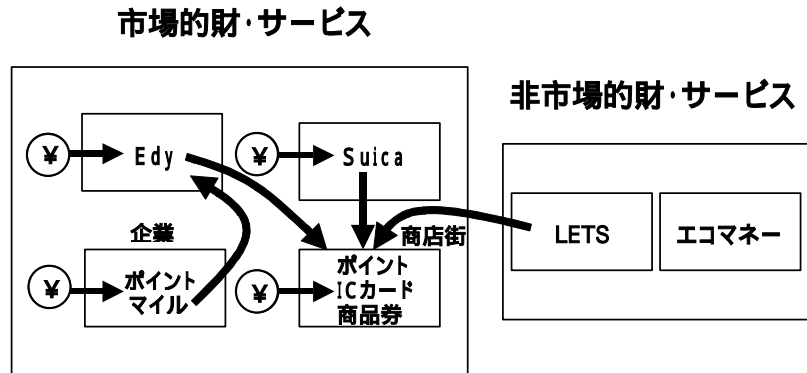 市場的財・サービス
非市場的財・サービス
¥
Edy
¥
Suica
企業
商店街
LETS
エコマネー
¥
ポイント
マイル
¥
ポイント
ICカード
商品券